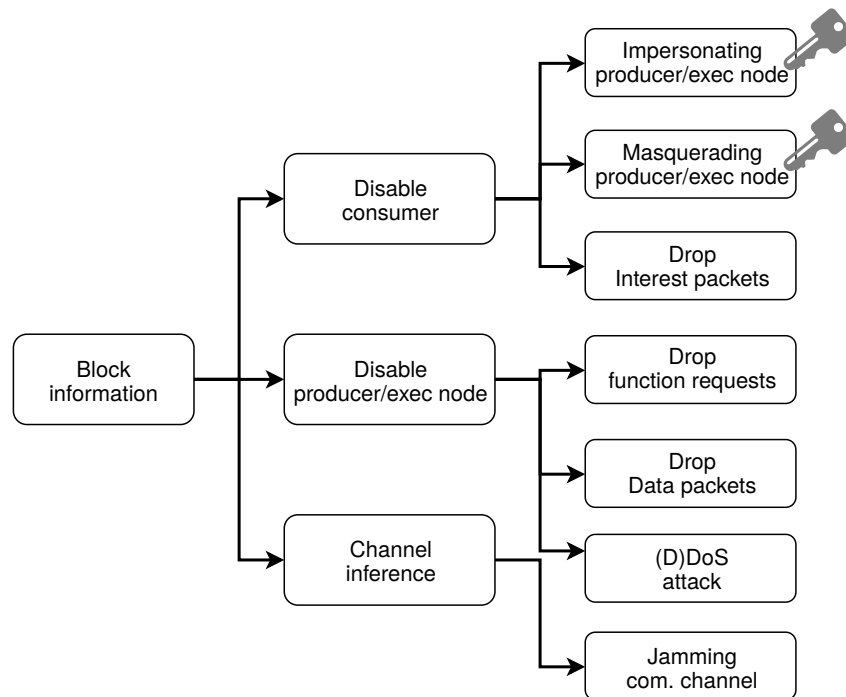 Impersonating
producer/exec node
Masquerading
producer/exec node
Disable
consumer
Drop
Interest packets
Block
information
Disable
producer/exec node
Drop
function requests
Drop
Data packets
Channel
inference
(D)DoS
attack
Jamming
com. channel